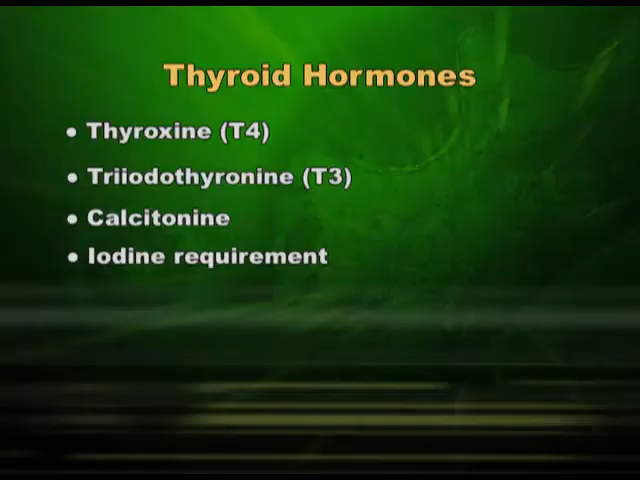 Thyroid Hormones
• Thyroxine (T4)
• Triiodothyronine (T3)
• Calcitonine
• Iodine requirement